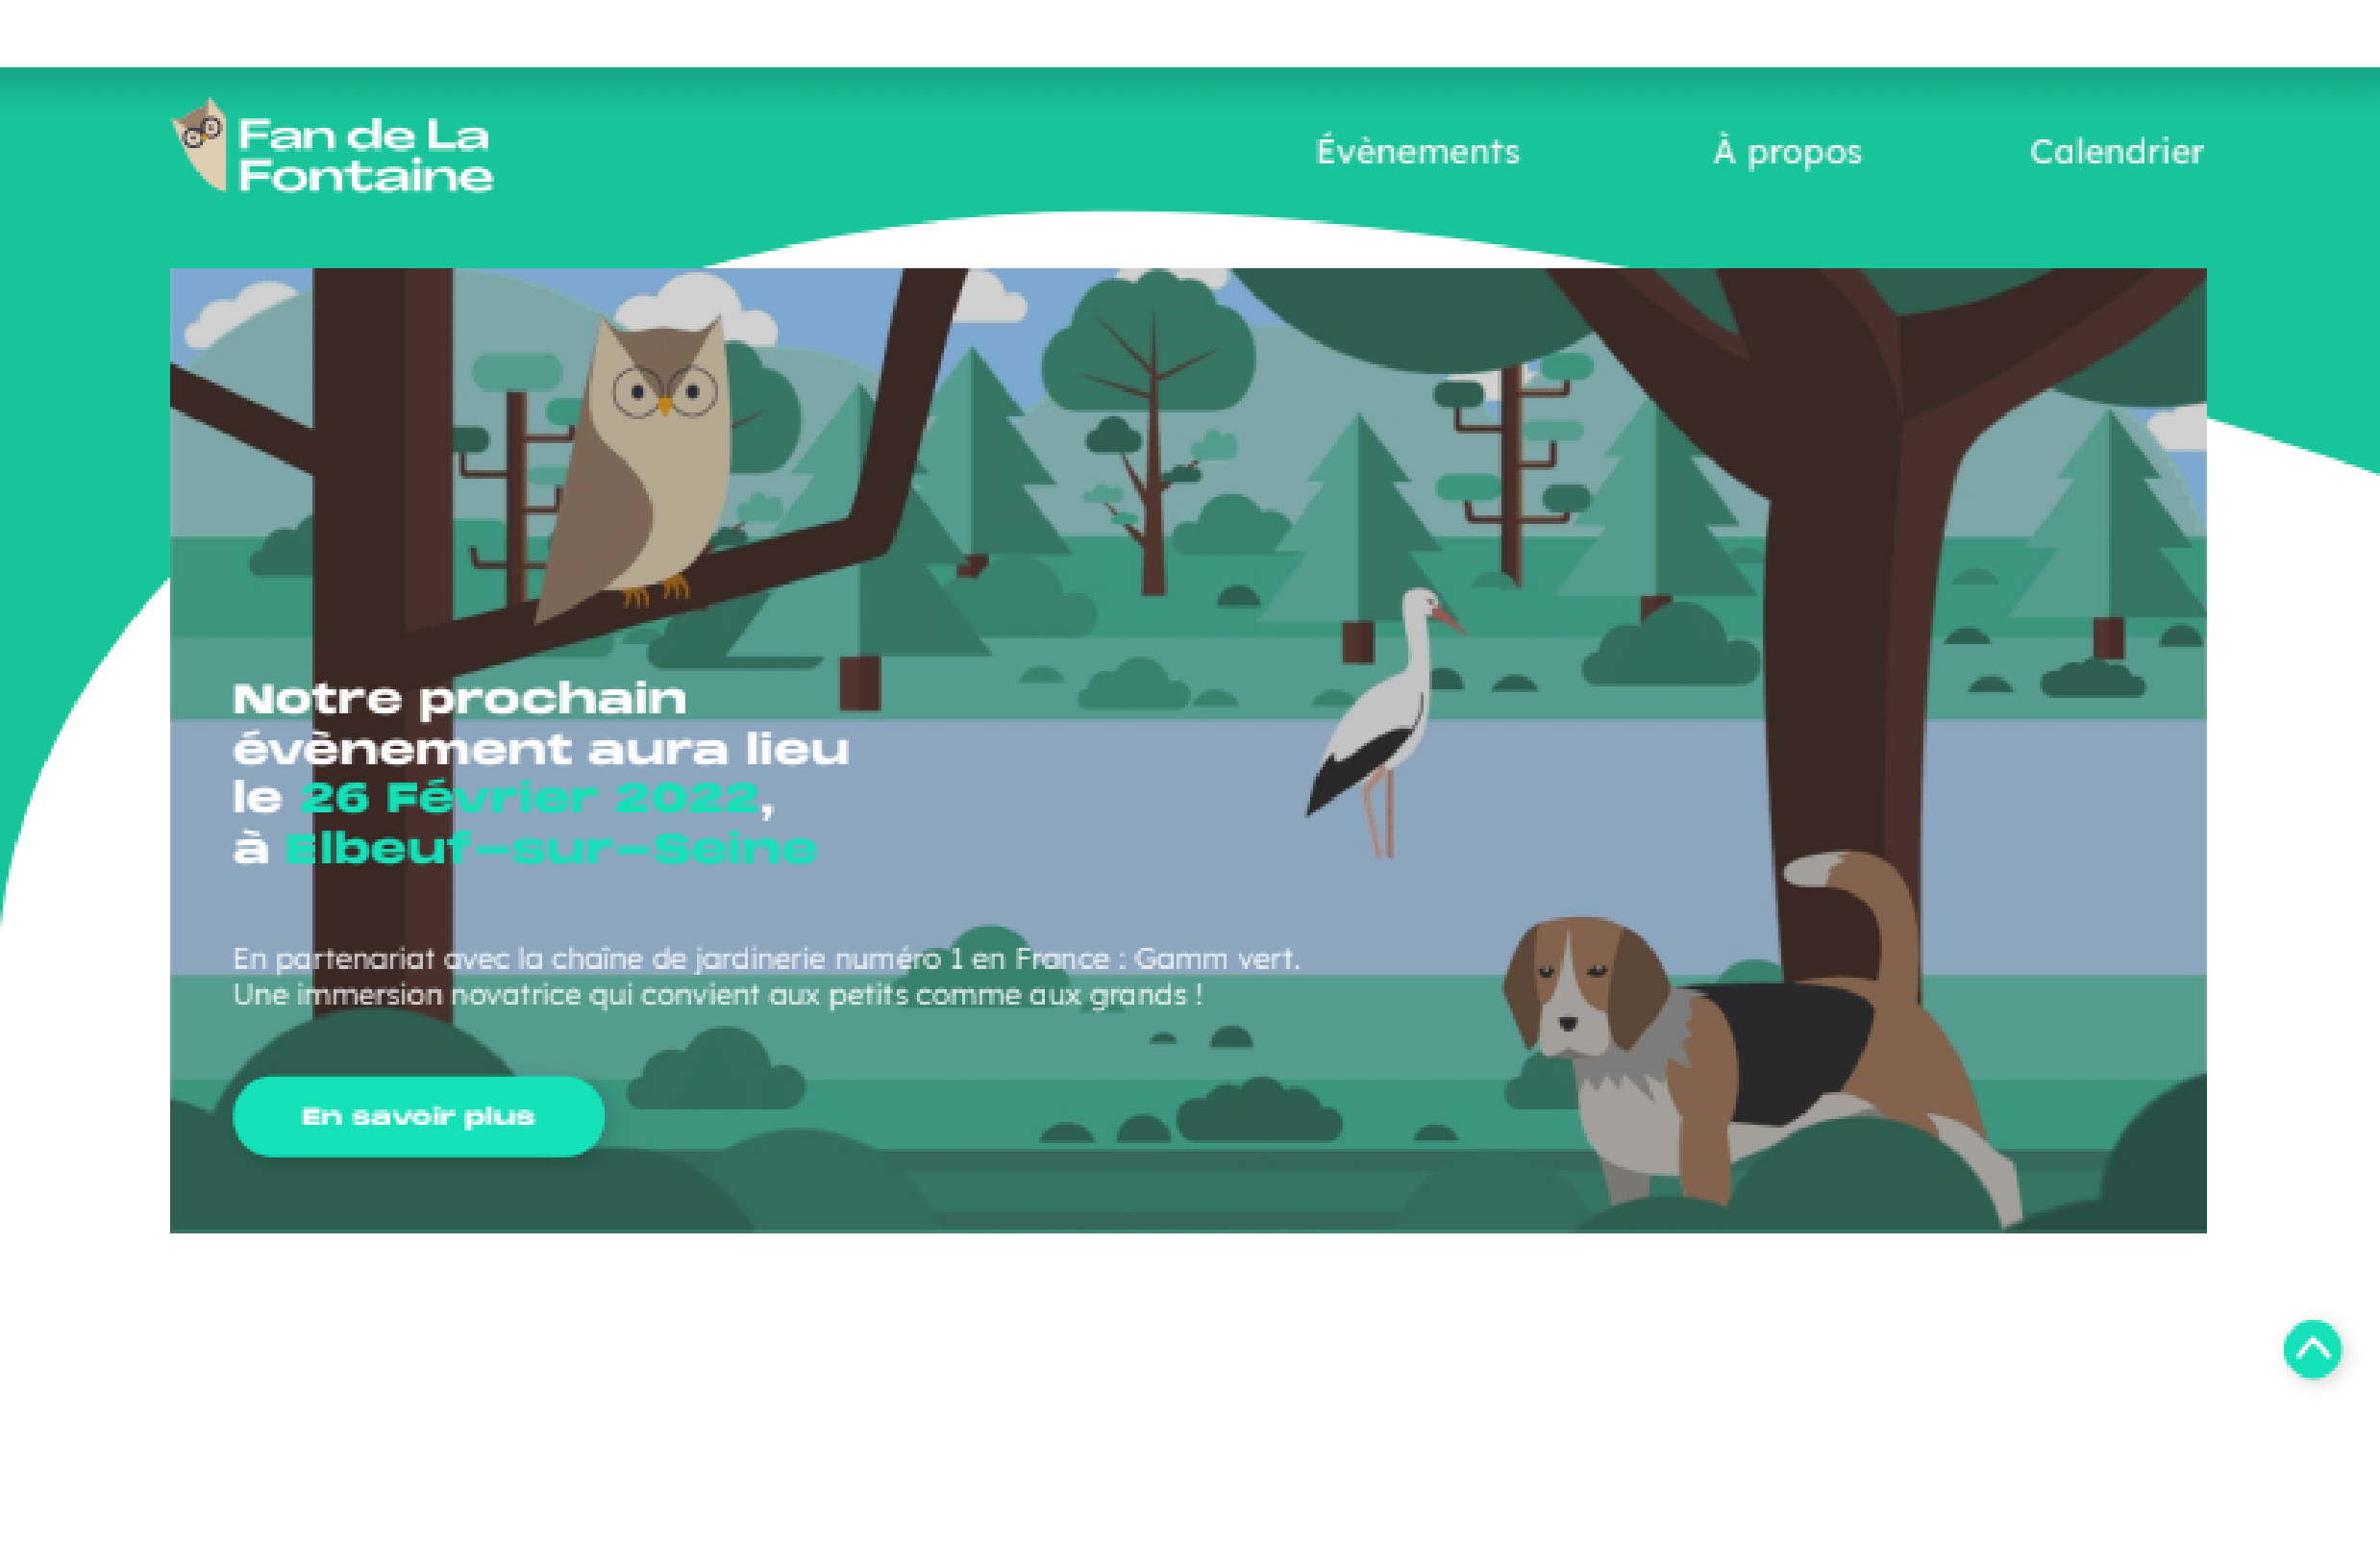 Fan de La
Fontaine
Évènements
À propos
Calendrier
Notre prochain
évènement aura lieu
le 26 Février 2022,
à Elbeuf-sur-Seine
En partenariat avec la chaîne de jardinerie numéro 1 en France : Gamm vert.
Une immersion novatrice qui convient aux petits comme aux grands !
En savoir plus